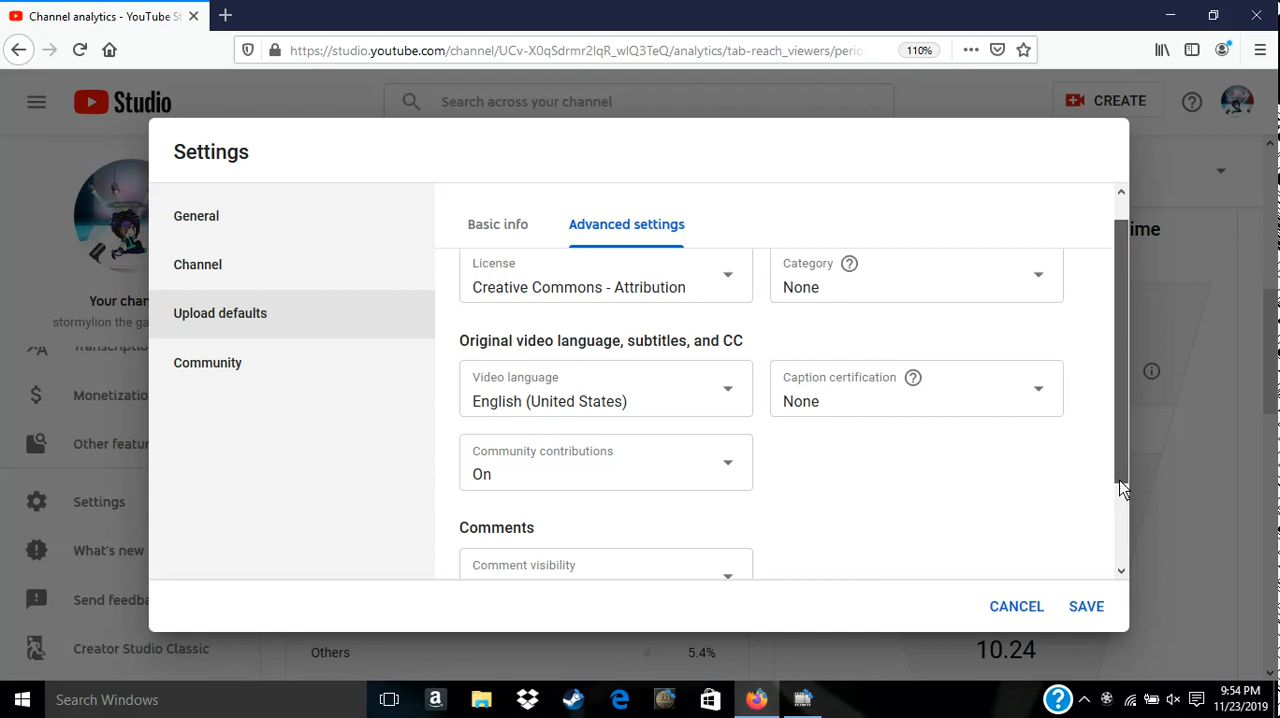 Channel analytics - YouTube St
https://studio.youtube.com/channel/UCv-X0qSdrmr2IqR_wIQ3TeQ/analytics/tab-reach_viewers/perio
110%
Studio
Search across your channel
CREATE
Settings
General
Channel
Upload defaults
Community
Basic info
Advanced settings
License
Creative Commons - Attribution
Category
None
Original video language, subtitles, and CC
Video language
English (United States)
Caption certification
None
Community contributions
On
Comments
Comment visibility
CANCEL
SAVE
Your chan
stormylion the ga
Transcription
Monetizatio
Other featur
Settings
What's new
Send feedba
Creator Studio Classic
ime
Others
5.4%
10.24
Search Windows
9:54 PM
11/23/2019